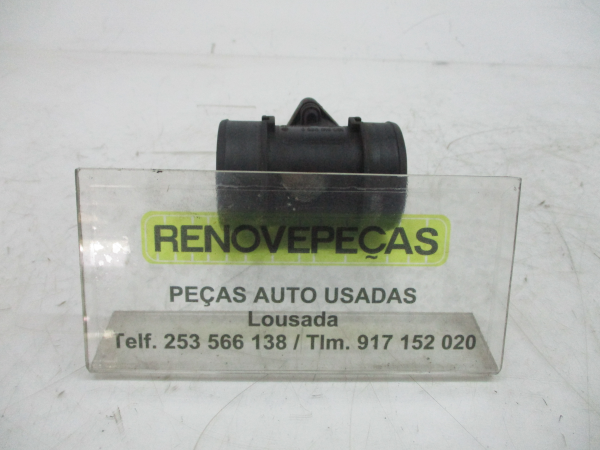 RENOVEPEÇAS
PEÇAS AUTO USADAS
Lousada
Telf. 253 566 138 / Tlm. 917 152 020